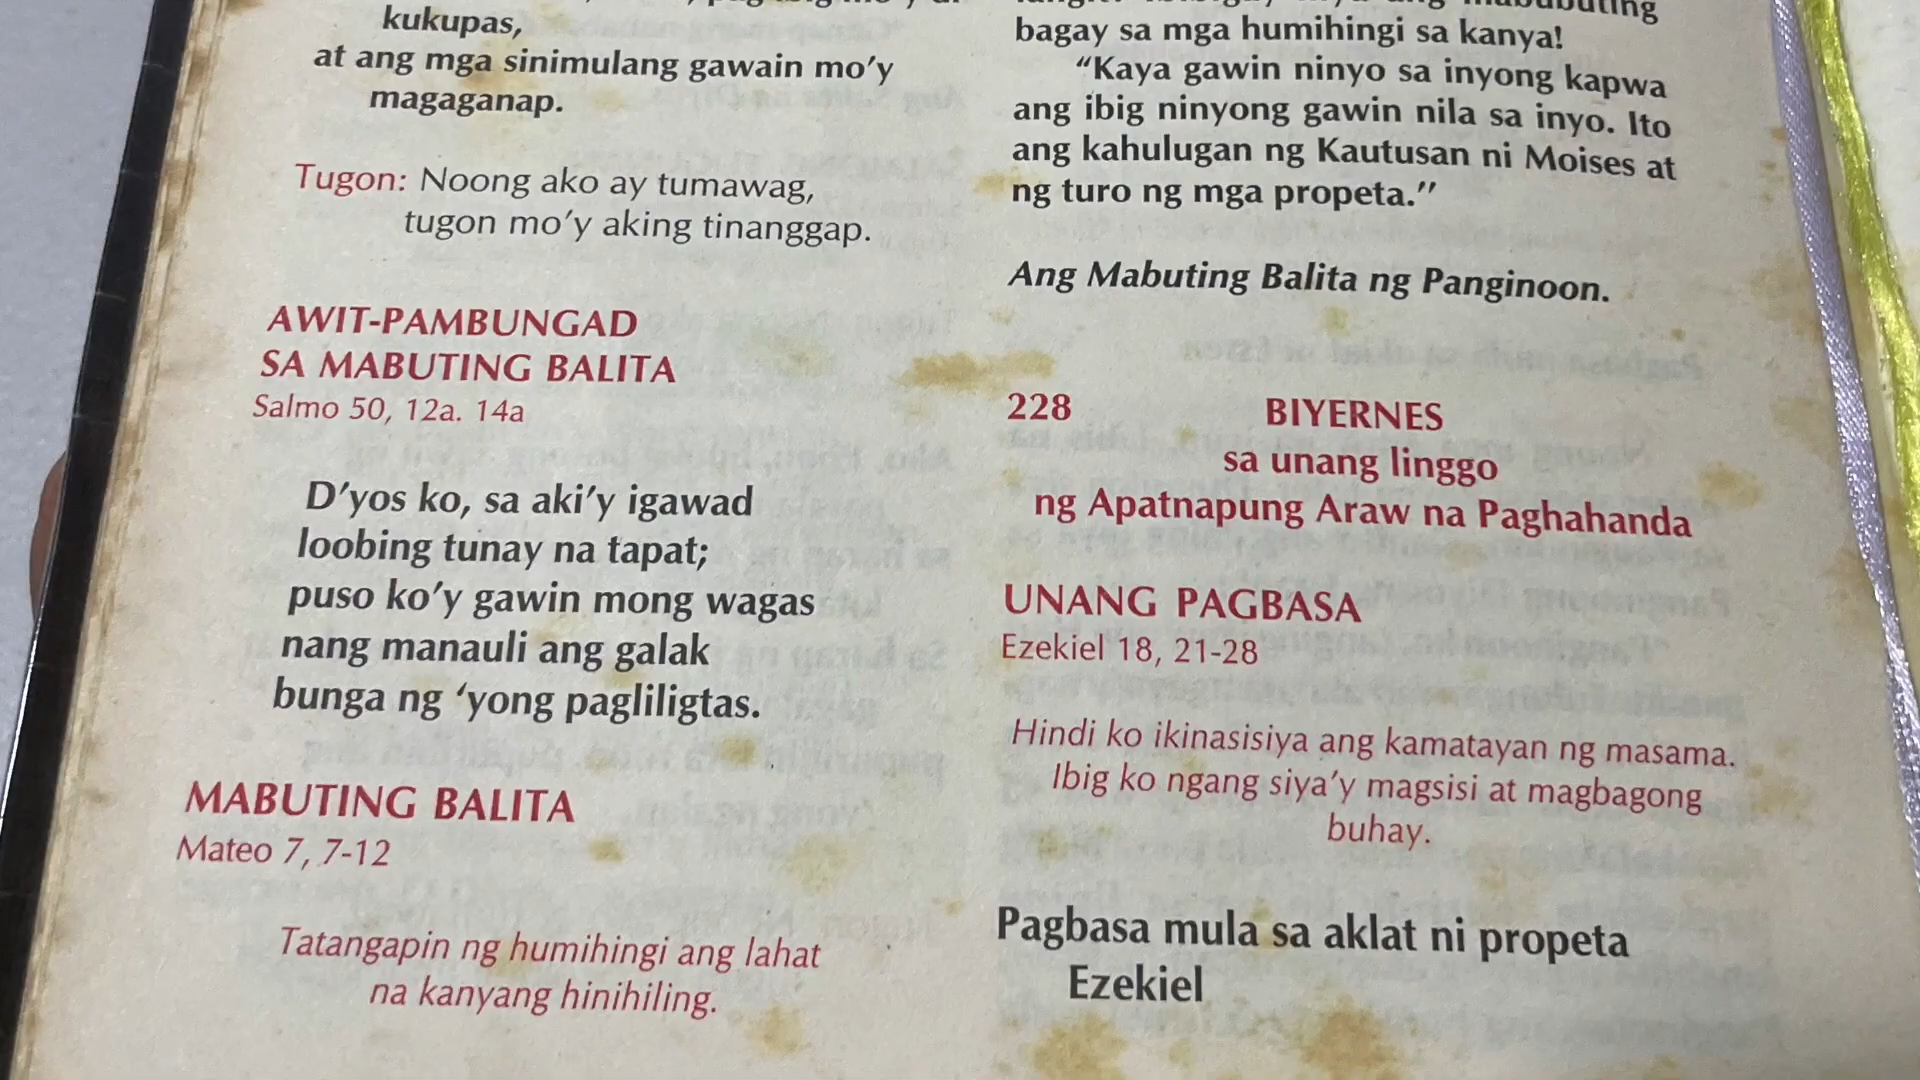 kukupas,
at ang mga sinimulang gawain mo’y
magaganap.
Tugon: Noong ako ay tumawag,
tugon mo’y aking tinanggap.
AWIT-PAMBUNGAD
SA MABUTING BALITA
Salmo 50, 12a. 14a
D’yos ko, sa aki’y igawad
loobing tunay na tapat;
puso ko’y gawin mong wagas
nang manauli ang galak
bunga ng ‘yong pagliligtas.
MABUTING BALITA
Mateo 7, 7-12
Tatangapin ng humihingi ang lahat
na kanyang hinihiling.
bagay sa mga humihingi sa kanya!
“Kaya gawin ninyo sa inyong kapwa
ang ibig ninyong gawin nila sa inyo. Ito
ang kahulugan ng Kautusan ni Moises at
ng turo ng mga propeta.”
Ang Mabuting Balita ng Panginoon.
228 BIYERNES
sa unang linggo
ng Apatnapung Araw na Paghahanda
UNANG PAGBASA
Ezekiel 18, 21-28
Hindi ko ikinasisiya ang kamatayan ng masama.
Ibig ko ngang siya’y magsisi at magbagong
buhay.
Pagbasa mula sa aklat ni propeta
Ezekiel